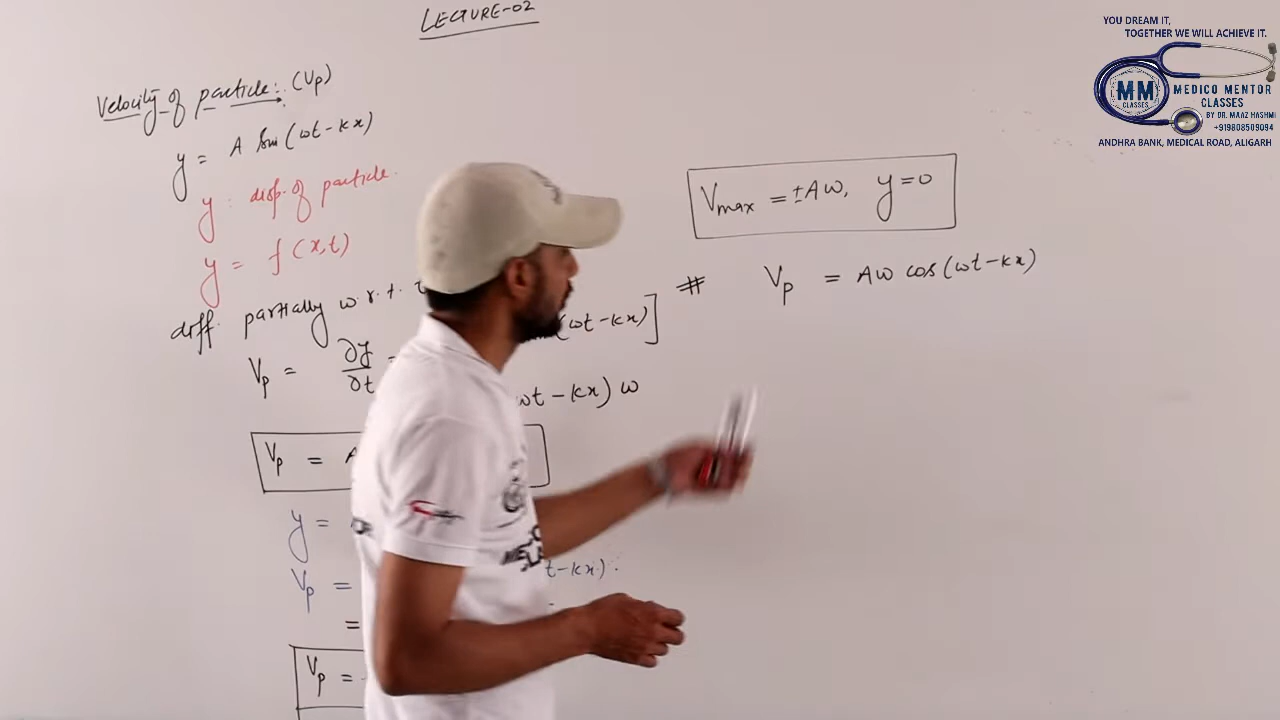 LECTURE-02
Velocity of particle:. (Vp)
y = A sin(ωt-kx)
y : disp. of particle.
y = f(x,t)
diff. partially w.r.t.
Vp = ∂y/∂t =
(ωt-kx)]
ωt-kx) ω
Vp = A
y =
Vp =
t-kx).
=
Vp =
Vmax = ±Aω, y=0
# Vp = Aω cos(ωt-kx)
YOU DREAM IT,
TOGETHER WE WILL ACHIEVE IT.
MM
CLASSES
MEDICO MENTOR
CLASSES
BY DR. MAAZ HASHMI
+919808509094
ANDHRA BANK, MEDICAL ROAD, ALIGARH